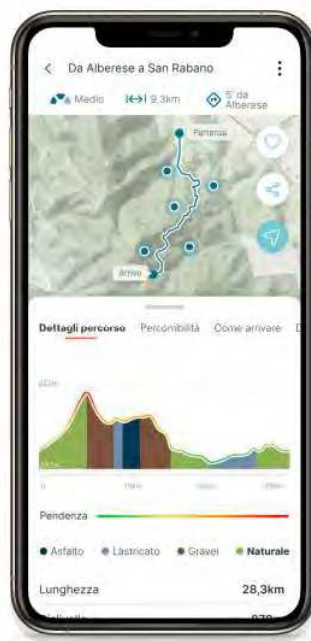 Da Alberese a San Rabano
Medio
9,3km
5' da
Alberese
Partenza
Arrivo
Dettagli percorso
Percorribilità
Come arrivare
D
0
Pendenza
Asfalto
Lastricato
Gravel
Naturale
Lunghezza
28,3km